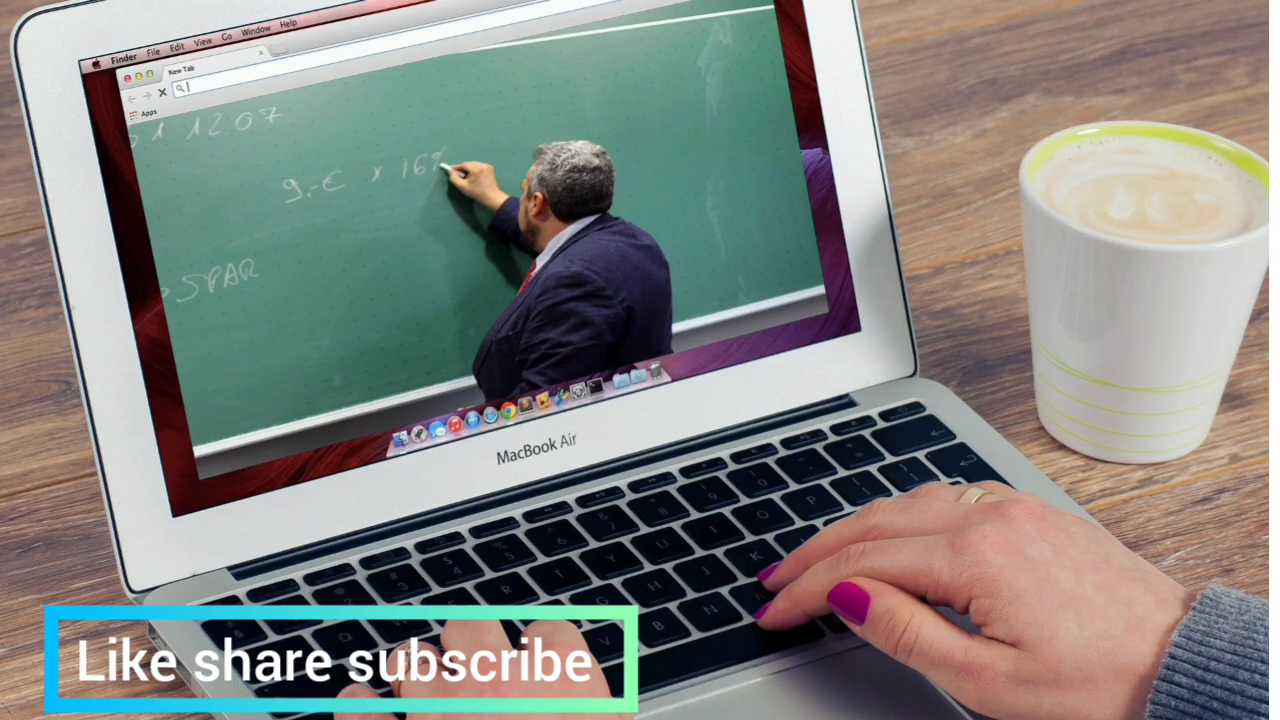 Finder File Edit View Go Window Help
New Tab
Apps
1 12.07
9.-€ x 16%
SPAR
MacBook Air
Like share subscribe